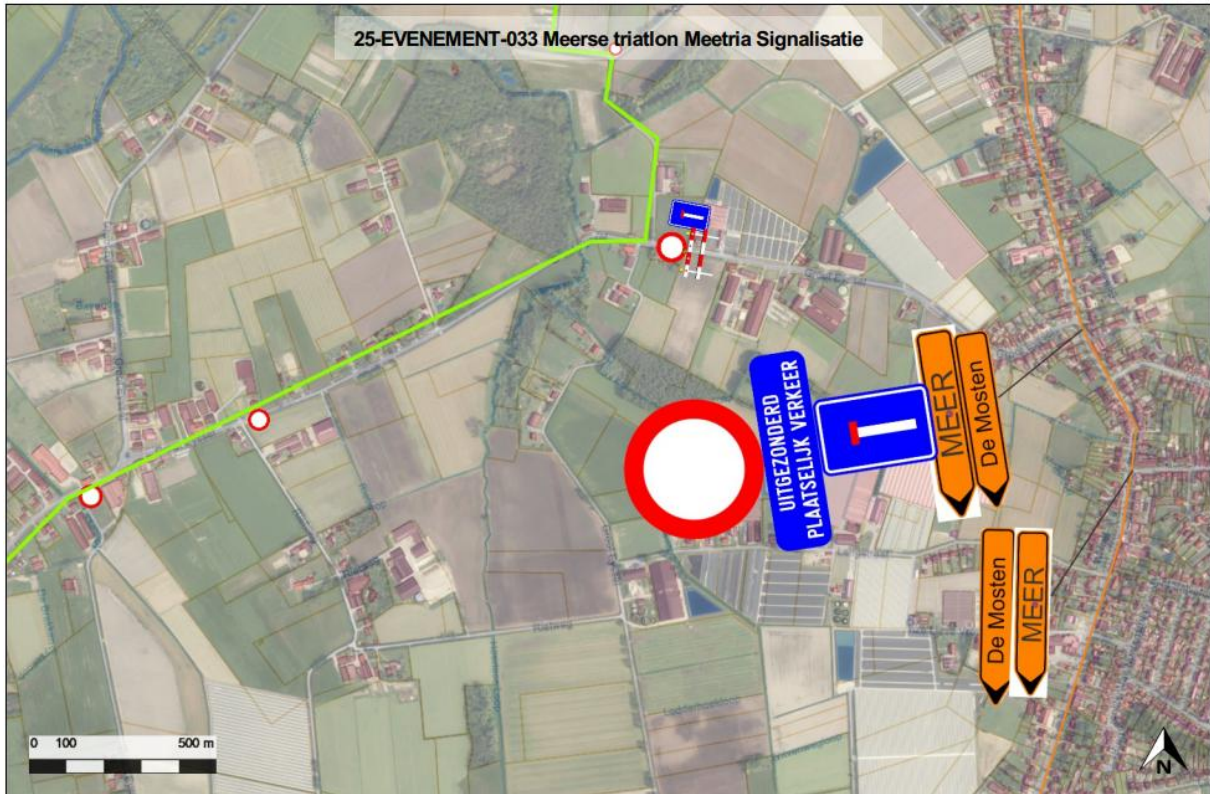 25-EVENEMENT-033 Meerse triatlon Meetria Signalisatie
UITGEZONDERD
PLAATSELIJK VERKEER
MEER
De Mosten
De Mosten
MEER
0 100 500 m
N